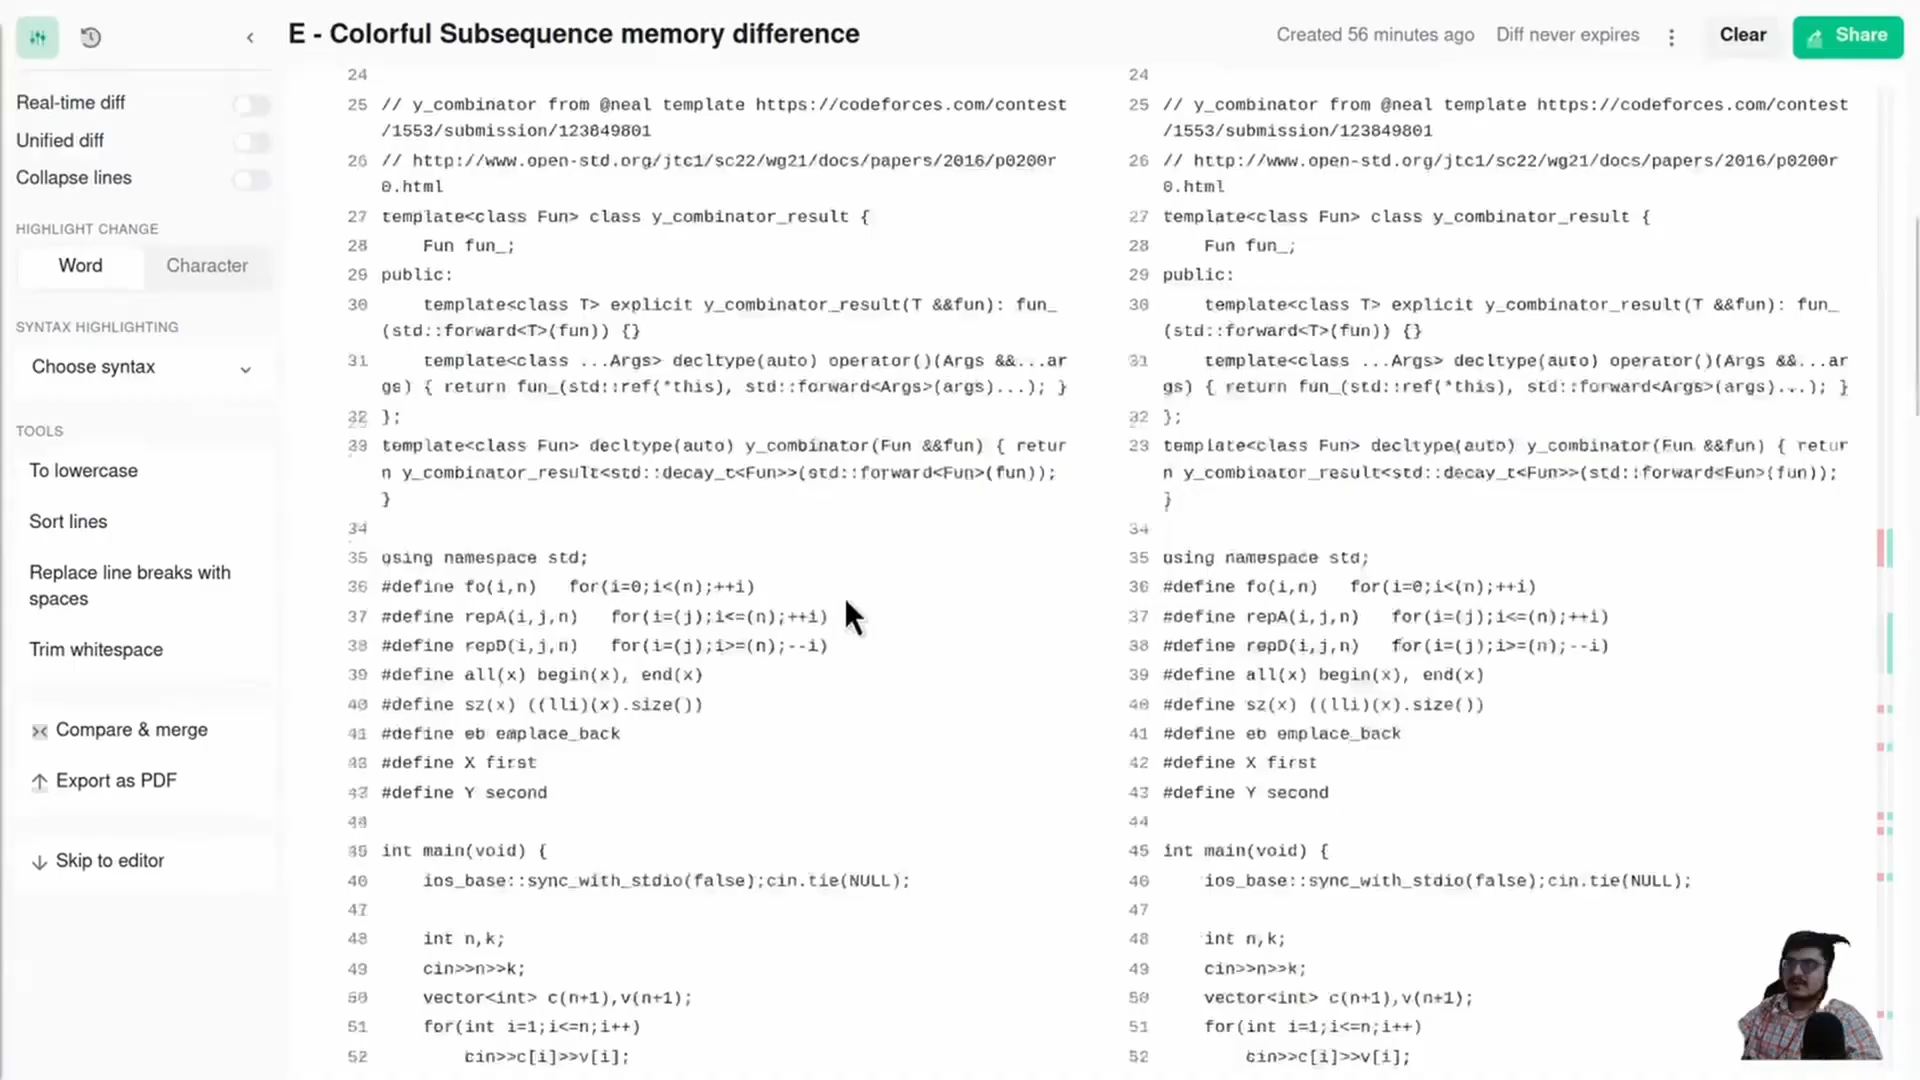 E - Colorful Subsequence memory difference
Created 56 minutes ago
Diff never expires
Clear
Share
Real-time diff
Unified diff
Collapse lines
HIGHLIGHT CHANGE
Word
Character
SYNTAX HIGHLIGHTING
Choose syntax
TOOLS
To lowercase
Sort lines
Replace line breaks with
spaces
Trim whitespace
Compare & merge
Export as PDF
Skip to editor
24
25 // y_combinator from @neal template https://codeforces.com/contest
/1553/submission/123849801
26 // http://www.open-std.org/jtc1/sc22/wg21/docs/papers/2016/p0200r
0.html
27 template<class Fun> class y_combinator_result {
28 Fun fun_;
29 public:
30 template<class T> explicit y_combinator_result(T &&fun): fun_
(std::forward<T>(fun)) {}
31 template<class ...Args> decltype(auto) operator()(Args &&...ar
gs) { return fun_(std::ref(*this), std::forward<Args>(args)...); }
32 };
33 template<class Fun> decltype(auto) y_combinator(Fun &&fun) { retur
n y_combinator_result<std::decay_t<Fun>>(std::forward<Fun>(fun));
}
34
35 using namespace std;
36 #define fo(i,n) for(i=0;i<(n);++i)
37 #define repA(i,j,n) for(i=(j);i<=(n);++i)
38 #define repD(i,j,n) for(i=(j);i>=(n);--i)
39 #define all(x) begin(x), end(x)
40 #define sz(x) ((lli)(x).size())
41 #define eb emplace_back
42 #define X first
43 #define Y second
44
45 int main(void) {
46 ios_base::sync_with_stdio(false);cin.tie(NULL);
47
48 int n,k;
49 cin>>n>>k;
50 vector<int> c(n+1),v(n+1);
51 for(int i=1;i<=n;i++)
52 cin>>c[i]>>v[i];
24
25 // y_combinator from @neal template https://codeforces.com/contest
/1553/submission/123849801
26 // http://www.open-std.org/jtc1/sc22/wg21/docs/papers/2016/p0200r
0.html
27 template<class Fun> class y_combinator_result {
28 Fun fun_;
29 public:
30 template<class T> explicit y_combinator_result(T &&fun): fun_
(std::forward<T>(fun)) {}
31 template<class ...Args> decltype(auto) operator()(Args &&...ar
gs) { return fun_(std::ref(*this), std::forward<Args>(args)...); }
32 };
33 template<class Fun> decltype(auto) y_combinator(Fun &&fun) { retur
n y_combinator_result<std::decay_t<Fun>>(std::forward<Fun>(fun));
}
34
35 using namespace std;
36 #define fo(i,n) for(i=0;i<(n);++i)
37 #define repA(i,j,n) for(i=(j);i<=(n);++i)
38 #define repD(i,j,n) for(i=(j);i>=(n);--i)
39 #define all(x) begin(x), end(x)
40 #define sz(x) ((lli)(x).size())
41 #define eb emplace_back
42 #define X first
43 #define Y second
44
45 int main(void) {
46 ios_base::sync_with_stdio(false);cin.tie(NULL);
47
48 int n,k;
49 cin>>n>>k;
50 vector<int> c(n+1),v(n+1);
51 for(int i=1;i<=n;i++)
52 cin>>c[i]>>v[i];